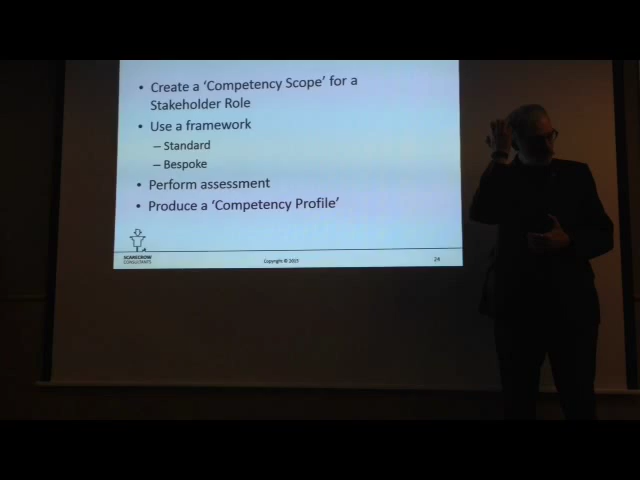 • Create a ‘Competency Scope’ for a
Stakeholder Role
• Use a framework
– Standard
– Bespoke
• Perform assessment
• Produce a ‘Competency Profile’
SCARECROW
CONSULTANTS
Copyright © 2015
24